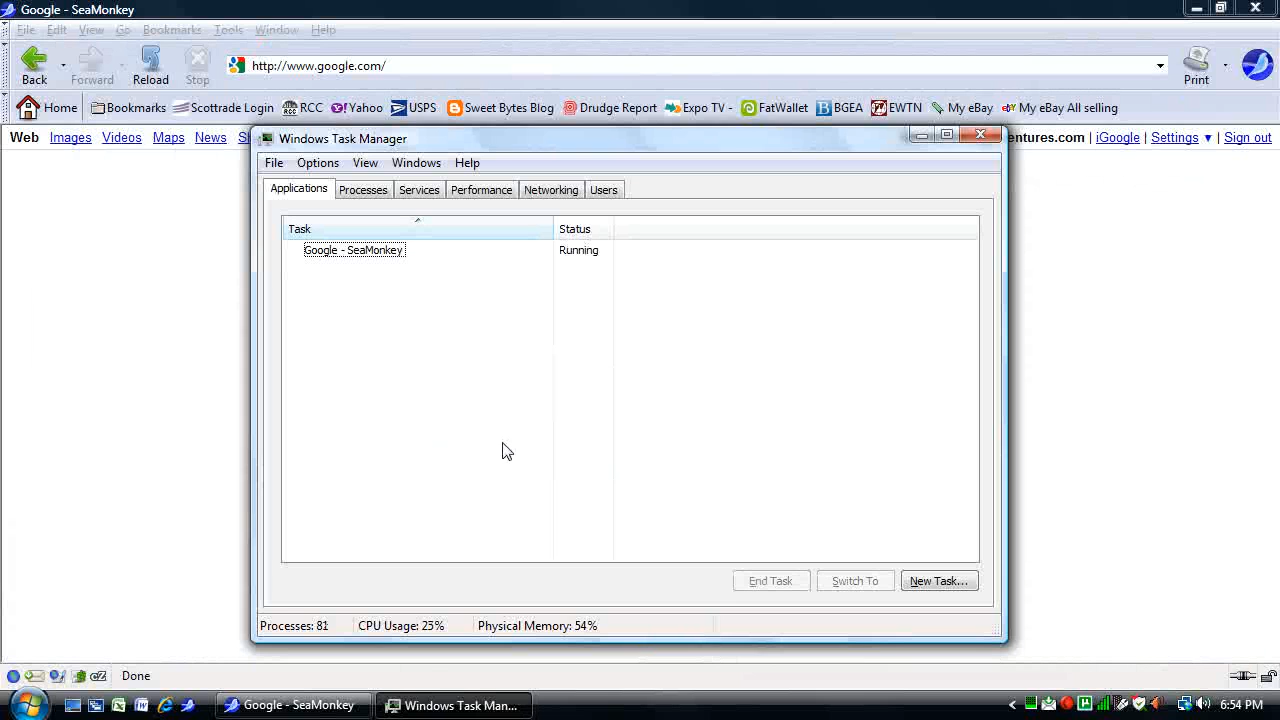 Google - SeaMonkey
File Edit View Go Bookmarks Tools Window Help
Back Forward Reload Stop http://www.google.com/ Print
Home Bookmarks Scottrade Login RCC Yahoo USPS Sweet Bytes Blog Drudge Report Expo TV - FatWallet BGEA EWTN My eBay My eBay All selling
Web Images Videos Maps News entures.com | iGoogle | Settings ▼ | Sign out
Windows Task Manager
File Options View Windows Help
Applications Processes Services Performance Networking Users
Task Status
Google - SeaMonkey Running
End Task Switch To New Task...
Processes: 81 CPU Usage: 25% Physical Memory: 54%
Done
Google - SeaMonkey Windows Task Man... 6:54 PM